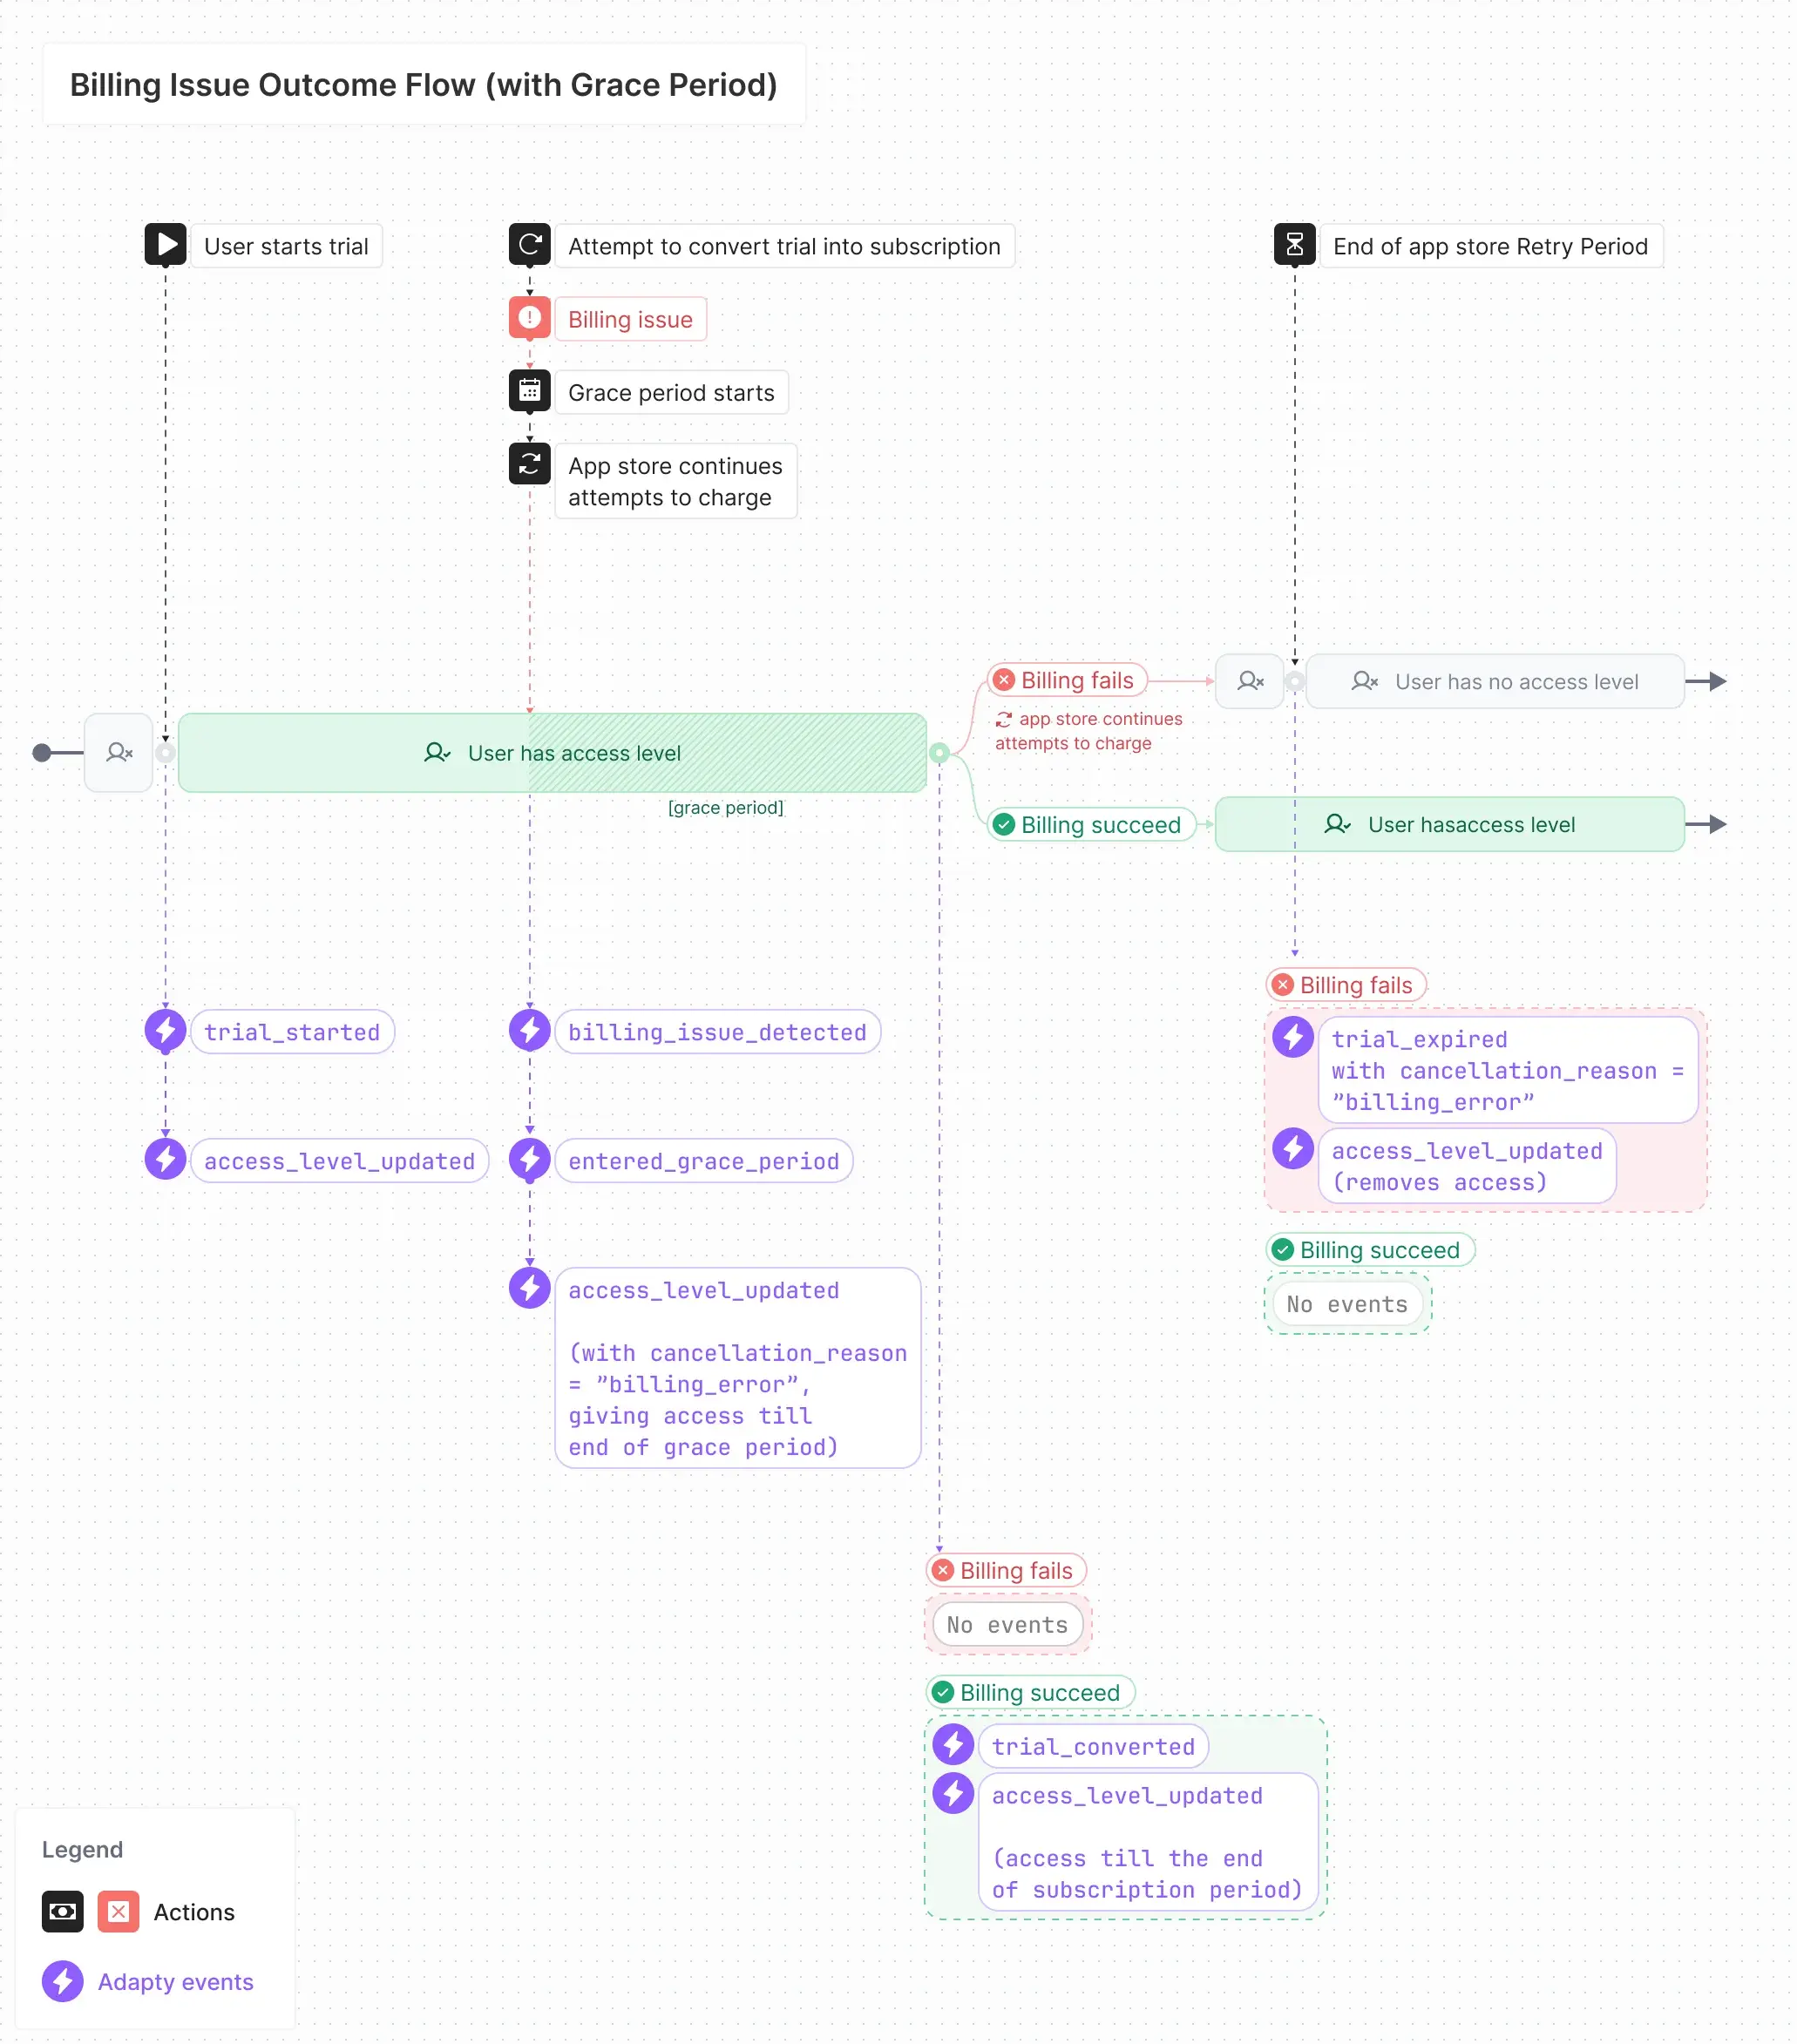 Billing Issue Outcome Flow (with Grace Period)
User starts trial
Attempt to convert trial into subscription
End of app store Retry Period
Billing issue
Grace period starts
App store continues
attempts to charge
Billing fails
app store continues
attempts to charge
User has no access level
User has access level
[grace period]
Billing succeed
User hasaccess level
trial_started
access_level_updated
billing_issue_detected
entered_grace_period
access_level_updated
(with cancellation_reason
= ”billing_error”,
giving access till
end of grace period)
Billing fails
trial_expired
with cancellation_reason =
”billing_error”
access_level_updated
(removes access)
Billing succeed
No events
Billing fails
No events
Billing succeed
trial_converted
access_level_updated
(access till the end
of subscription period)
Legend
Actions
Adapty events